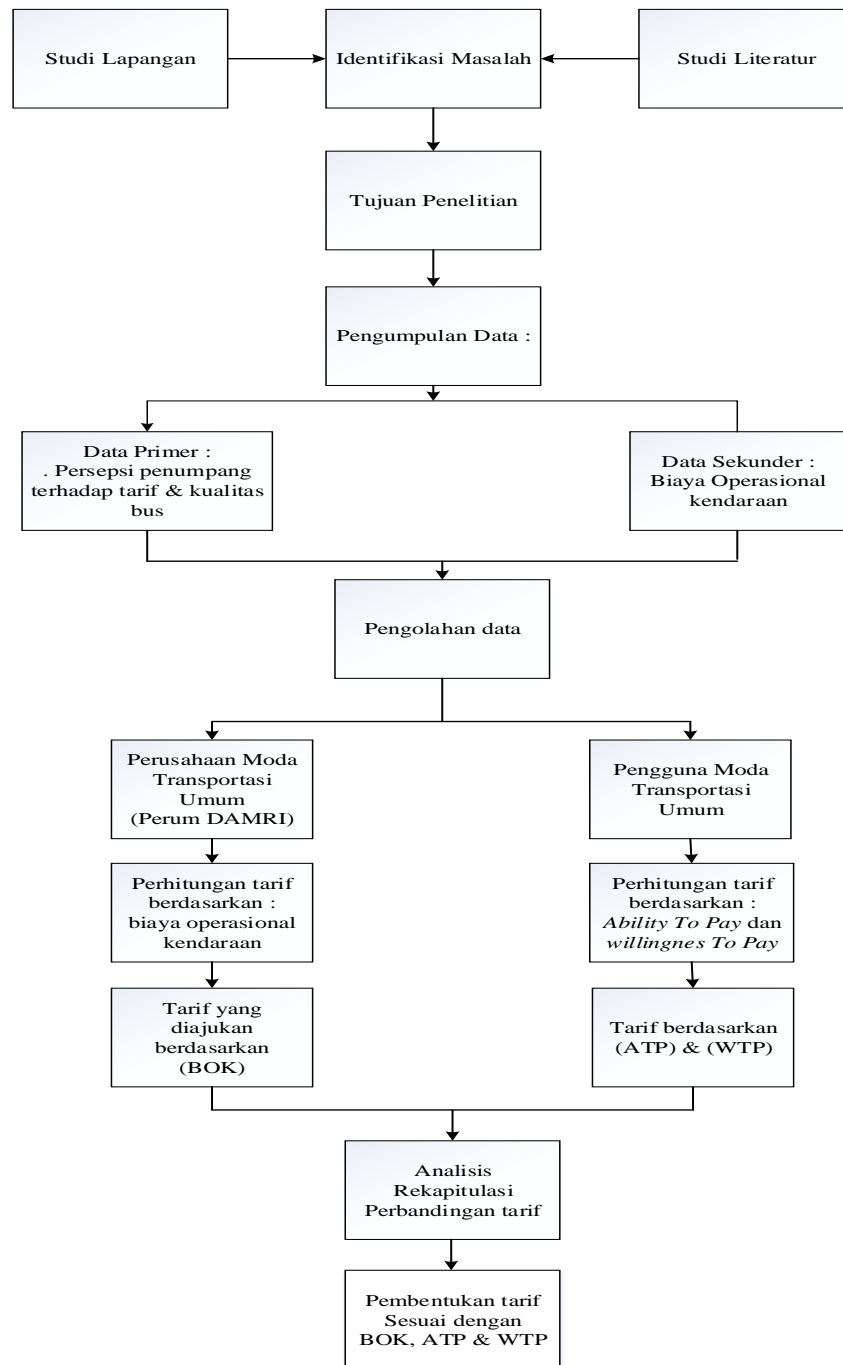 Studi Lapangan
Identifikasi Masalah
Studi Literatur
Tujuan Penelitian
Pengumpulan Data :
Data Primer :
. Persepsi penumpang
terhadap tarif & kualitas
bus
Data Sekunder :
Biaya Operasional
kendaraan
Pengolahan data
Perusahaan Moda
Transportasi
Umum
(Perum DAMRI)
Pengguna Moda
Transportasi
Umum
Perhitungan tarif
berdasarkan :
biaya operasional
kendaraan
Perhitungan tarif
berdasarkan :
Ability To Pay dan
willingnes To Pay
Tarif yang
diajukan
berdasarkan
(BOK)
Tarif berdasarkan
(ATP) & (WTP)
Analisis
Rekapitulasi
Perbandingan tarif
Pembentukan tarif
Sesuai dengan
BOK, ATP & WTP